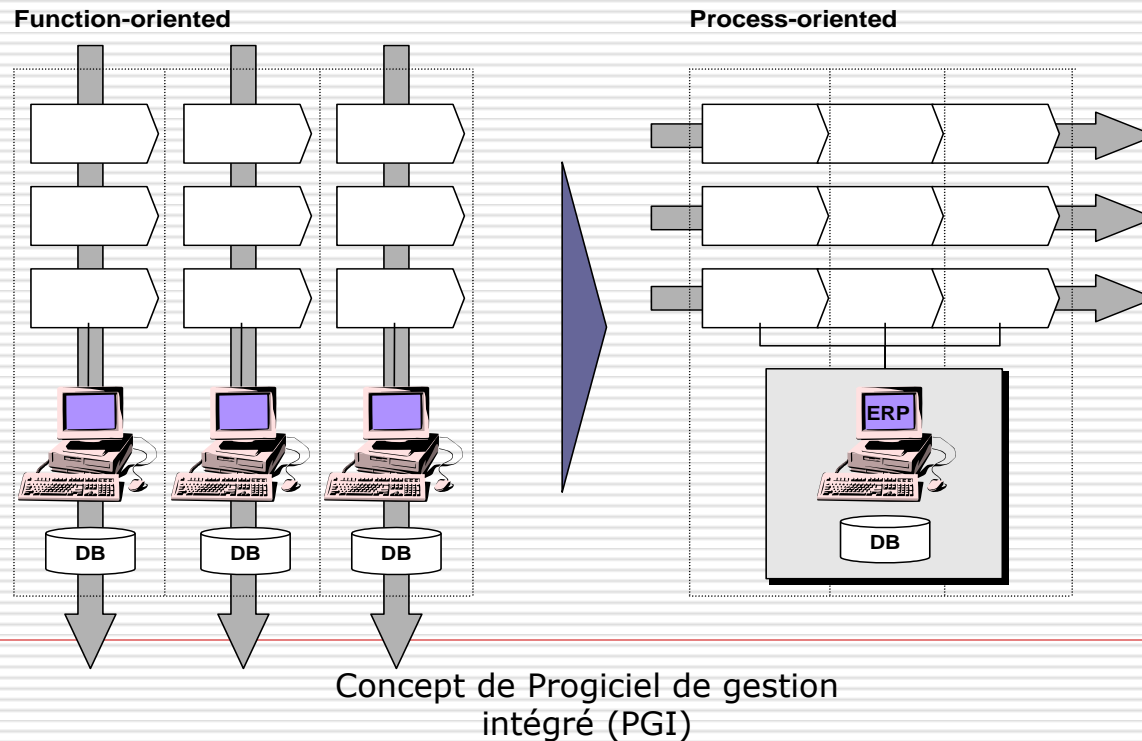 Function-oriented
Process-oriented
ERP
DB
DB
DB
DB
Concept de Progiciel de gestion
intégré (PGI)